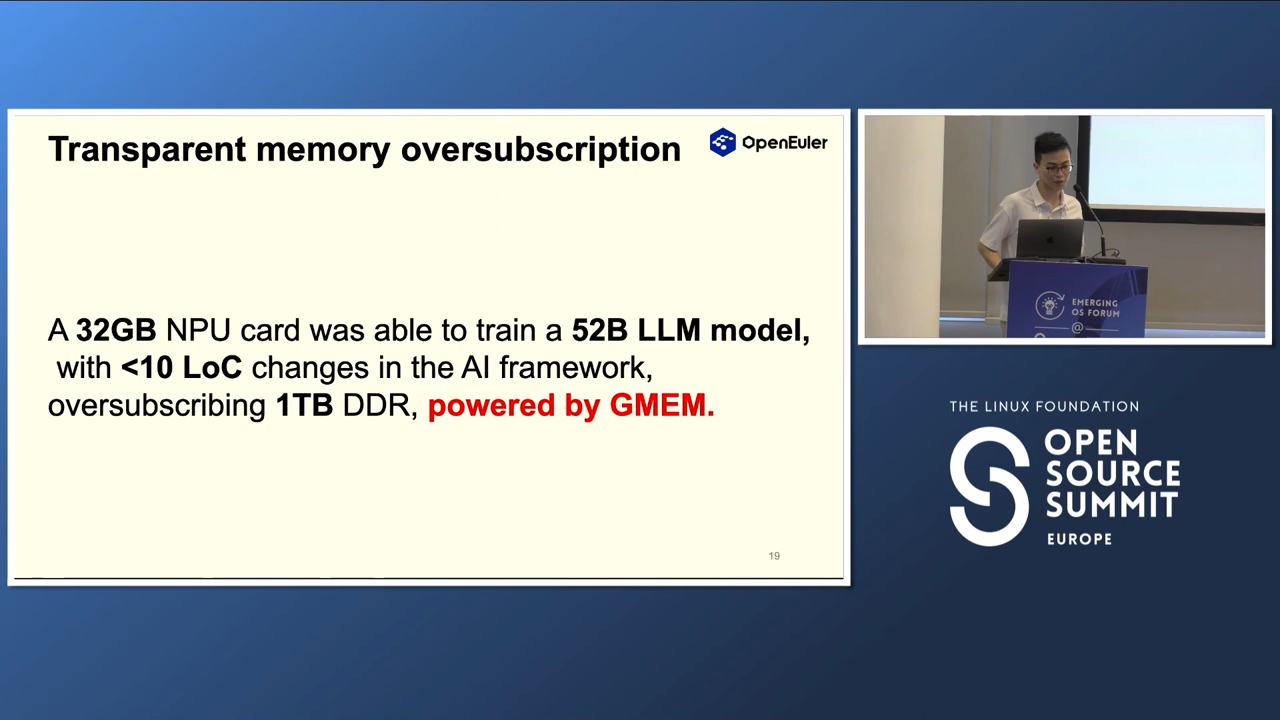 Transparent memory oversubscription
OpenEuler
A 32GB NPU card was able to train a 52B LLM model,
with <10 LoC changes in the AI framework,
oversubscribing 1TB DDR, powered by GMEM.
19
EMERGING
OS FORUM
@
THE LINUX FOUNDATION
OPEN
SOURCE
SUMMIT
EUROPE